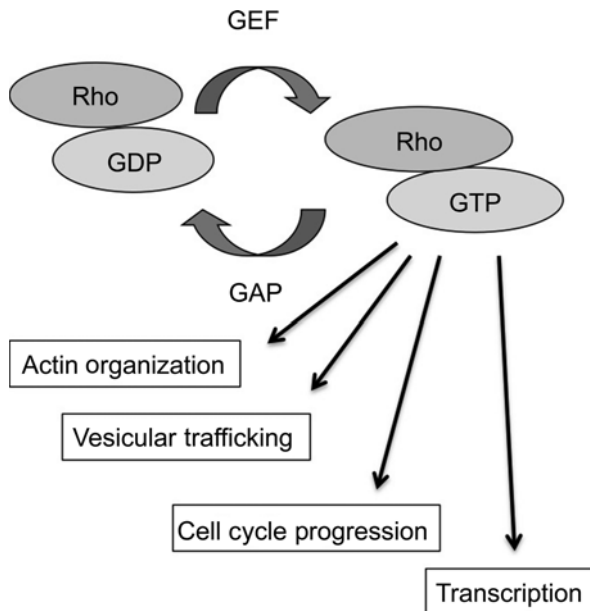 GEF
Rho
GDP
Rho
GTP
GAP
Actin organization
Vesicular trafficking
Cell cycle progression
Transcription